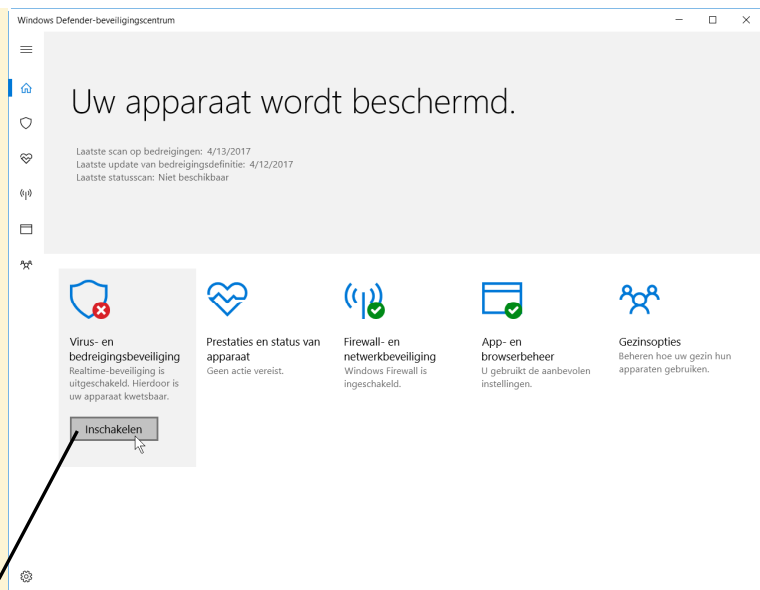 Windows Defender-beveiligingscentrum
Uw apparaat wordt beschermd.
Laatste scan op bedreigingen: 4/13/2017
Laatste update van bedreigingsdefinitie: 4/12/2017
Laatste statusscan: Niet beschikbaar
Virus- en
bedreigingsbeveiliging
Realtime-beveiliging is
uitgeschakeld. Hierdoor is
uw apparaat kwetsbaar.
Inschakelen
Prestaties en status van
apparaat
Geen actie vereist.
Firewall- en
netwerkbeveiliging
Windows Firewall is
ingeschakeld.
App- en
browserbeheer
U gebruikt de aanbevolen
instellingen.
Gezinsopties
Beheren hoe uw gezin hun
apparaten gebruiken.